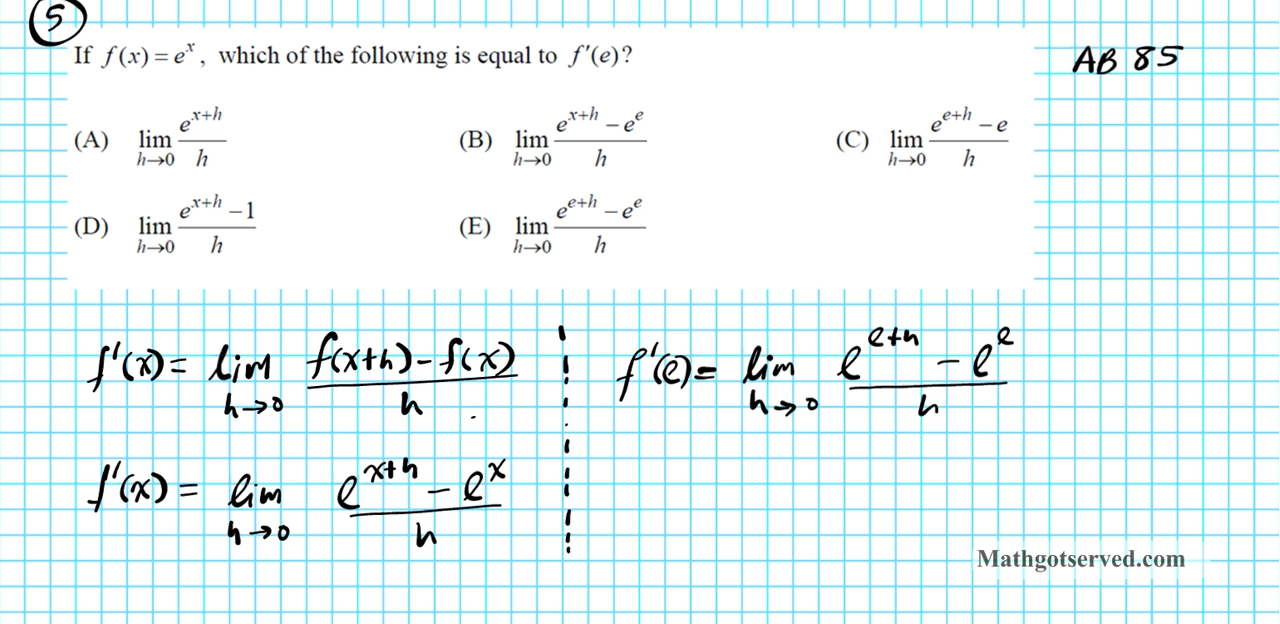 5
If f(x) = e^x, which of the following is equal to f′(e)?
AB 85
(A) lim_{h→0} e^{x+h} / h (B) lim_{h→0} (e^{x+h} − e^e) / h (C) lim_{h→0} (e^{e+h} − e) / h
(D) lim_{h→0} (e^{x+h} − 1) / h (E) lim_{h→0} (e^{e+h} − e^e) / h
f'(x) = lim_{h→0} (f(x+h) − f(x)) / h
f'(x) = lim_{h→0} (e^{x+h} − e^x) / h
f'(e) = lim_{h→0} (e^{e+h} − e^e) / h
Mathgotserved.com